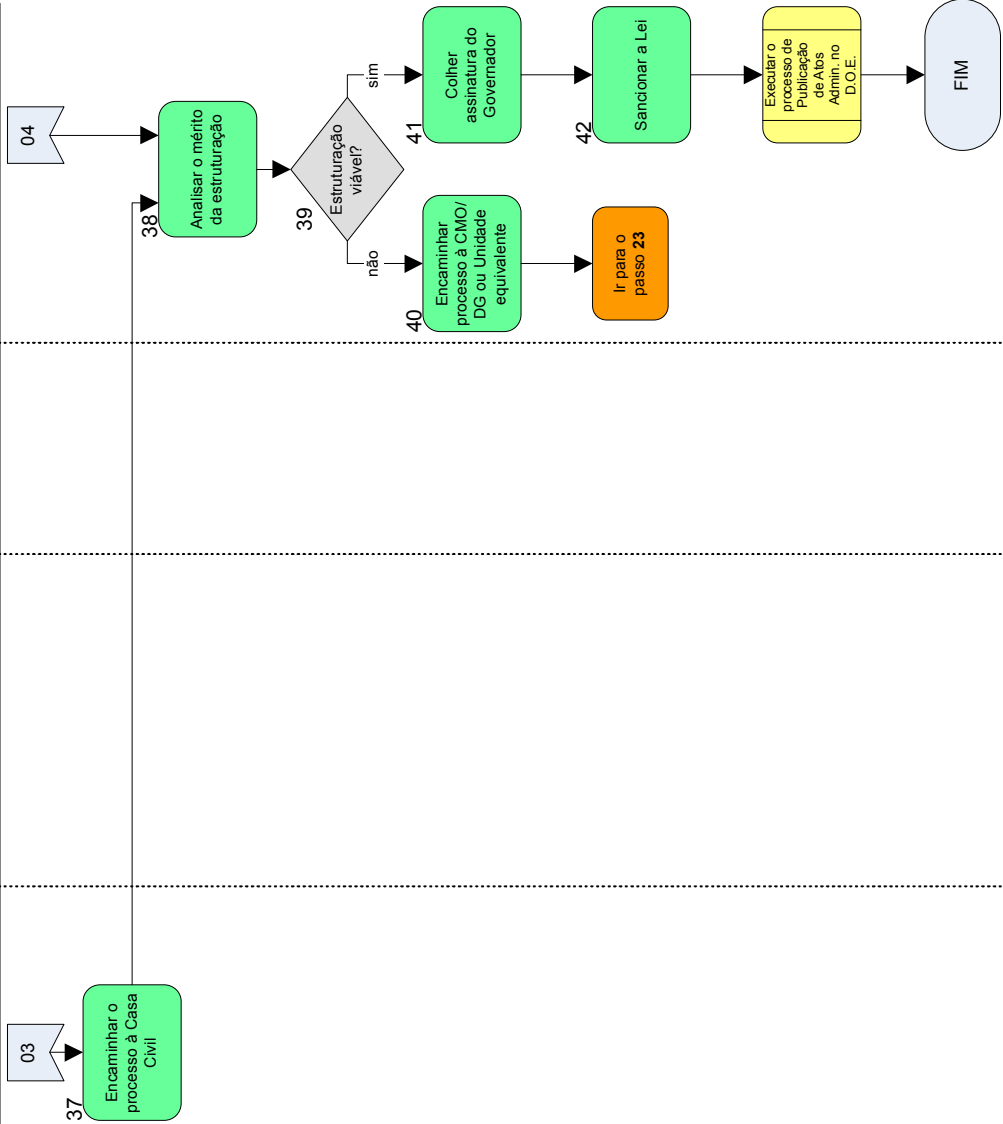 03
37
Encaminhar o
processo à Casa
Civil
04
38
Analisar o mérito
da estruturação
39
Estruturação
viável?
não
sim
40
Encaminhar
processo à CMO/
DG ou Unidade
equivalente
Ir para o
passo 23
41
Colher
assinatura do
Governador
42
Sancionar a Lei
Executar o
processo de
Publicação
de Atos
Admin. no
D.O.E.
FIM